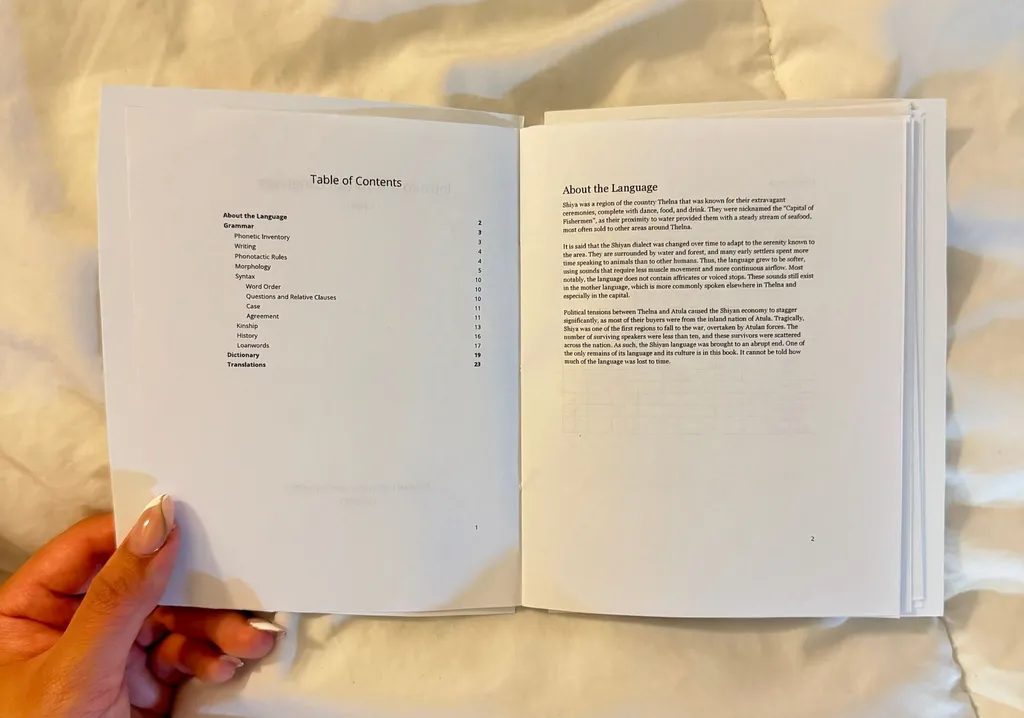 Table of Contents
About the Language 2
Grammar 3
Phonetic Inventory 3
Writing 4
Phonotactic Rules 4
Morphology 5
Syntax 10
Word Order 10
Questions and Relative Clauses 10
Case 11
Agreement 11
Kinship 13
History 16
Loanwords 17
Dictionary 19
Translations 23
1
About the Language
Shiya was a region of the country Thelna that was known for their extravagant
ceremonies, complete with dance, food, and drink. They were nicknamed the "Capital of
Fishermen", as their proximity to water provided them with a steady stream of seafood,
most often sold to other areas around Thelna.
It is said that the Shiyan dialect was changed over time to adapt to the serenity known to
the area. They are surrounded by water and forest, and many early settlers spent more
time speaking to animals than to other humans. Thus, the language grew to be softer,
using sounds that require less muscle movement and more continuous airflow. Most
notably, the language does not contain affricates or voiced stops. These sounds still exist
in the mother language, which is more commonly spoken elsewhere in Thelna and
especially in the capital.
Political tensions between Thelna and Atula caused the Shiyan economy to stagger
significantly, as most of their buyers were from the inland nation of Atula. Tragically,
Shiya was one of the first regions to fall to the war, overtaken by Atulan forces. The
number of surviving speakers were less than ten, and these survivors were scattered
across the nation. As such, the Shiyan language was brought to an abrupt end. One of
the only remains of its language and its culture is in this book. It cannot be told how
much of the language was lost to time.
2